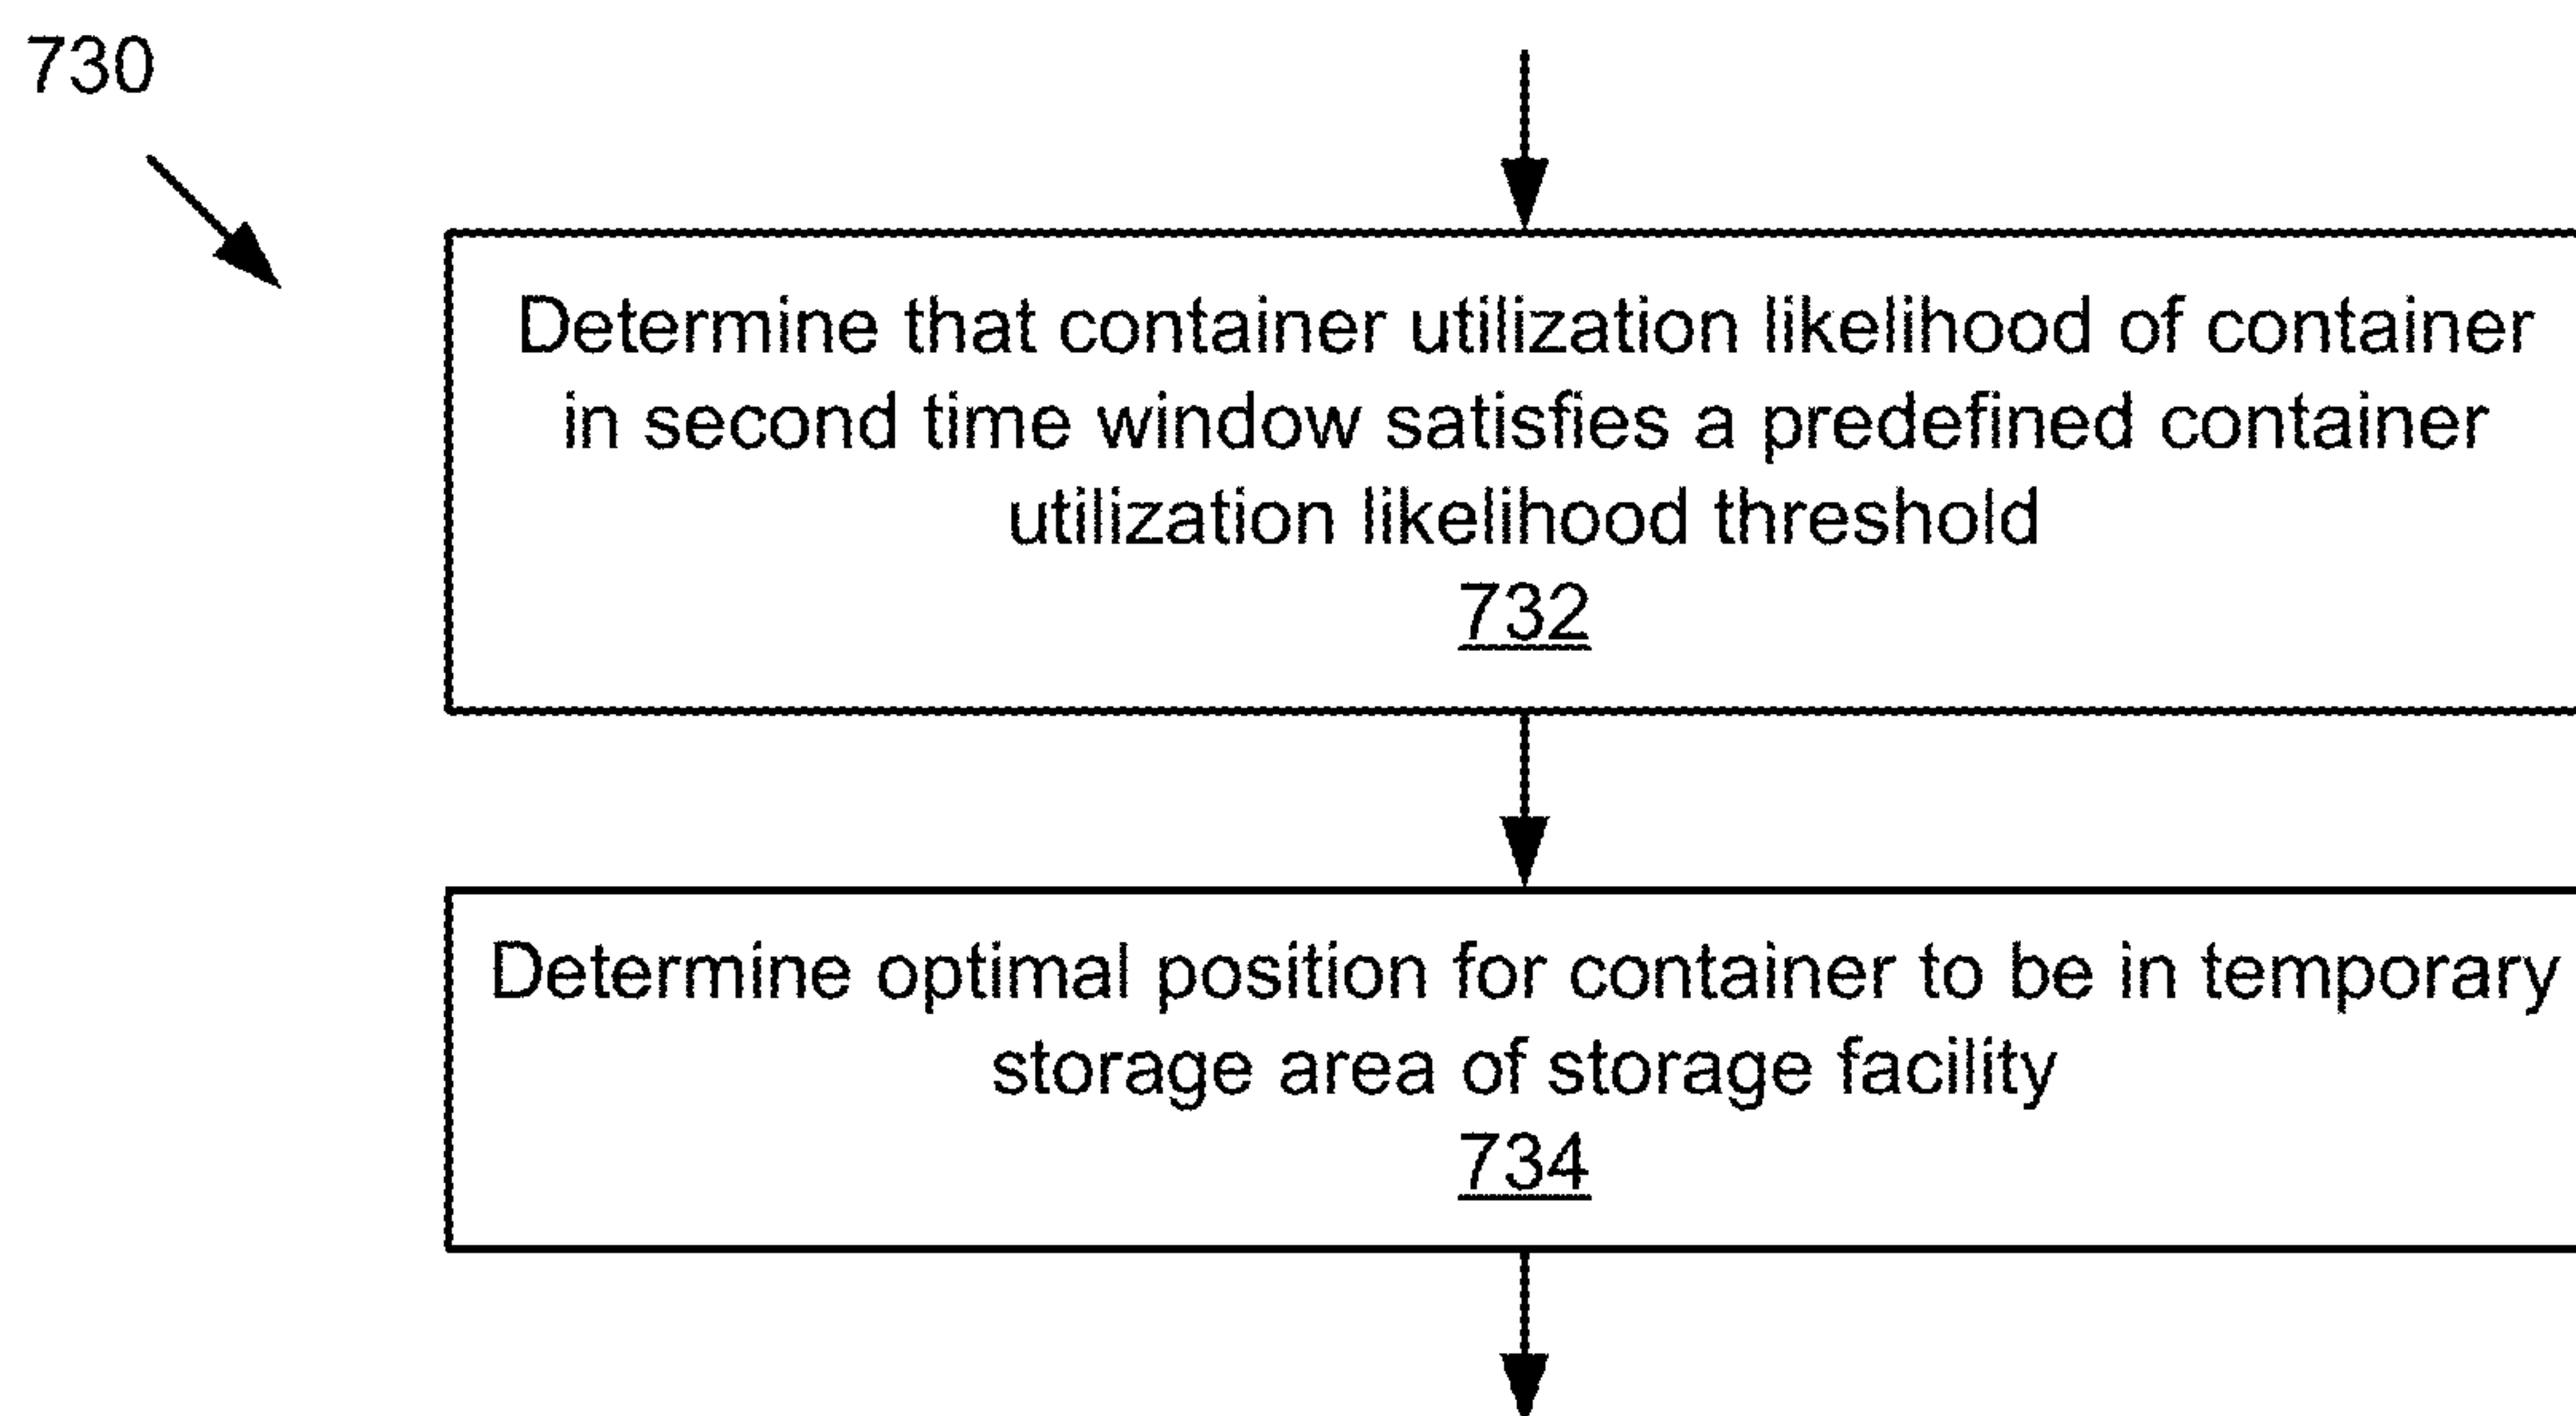 730
Determine that container utilization likelihood of container
in second time window satisfies a predefined container
utilization likelihood threshold
732
Determine optimal position for container to be in temporary
storage area of storage facility
734